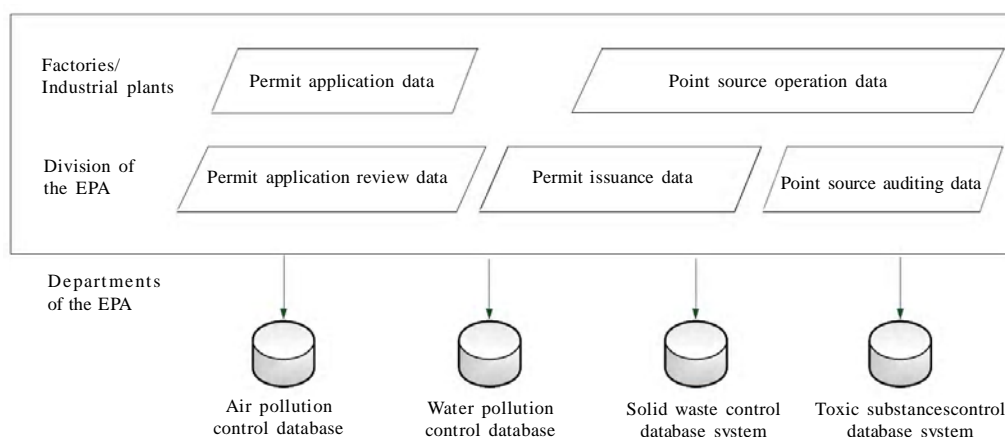 Factories/
Industrial plants
Permit application data
Point source operation data
Division of
the EPA
Permit application review data
Permit issuance data
Point source auditing data
Departments
of the EPA
Air pollution
control database
Water pollution
control database
Solid waste control
database system
Toxic substancescontrol
database system